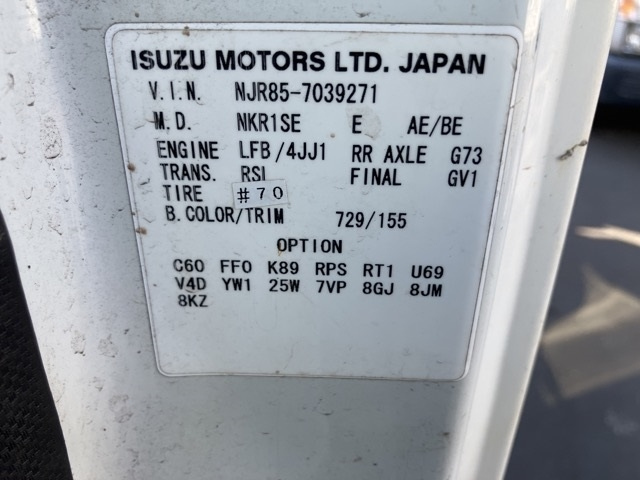 ISUZU MOTORS LTD. JAPAN
V.I.N. NJR85-7039271
M.D. NKR1SE E AE/BE
ENGINE LFB/4JJ1 RR AXLE G73
TRANS. RSL FINAL GV1
TIRE #70
B.COLOR/TRIM 729/155
OPTION
C60 FF0 K89 RPS RT1 U69
V4D YW1 25W 7VP 8GJ 8JM
8KZ